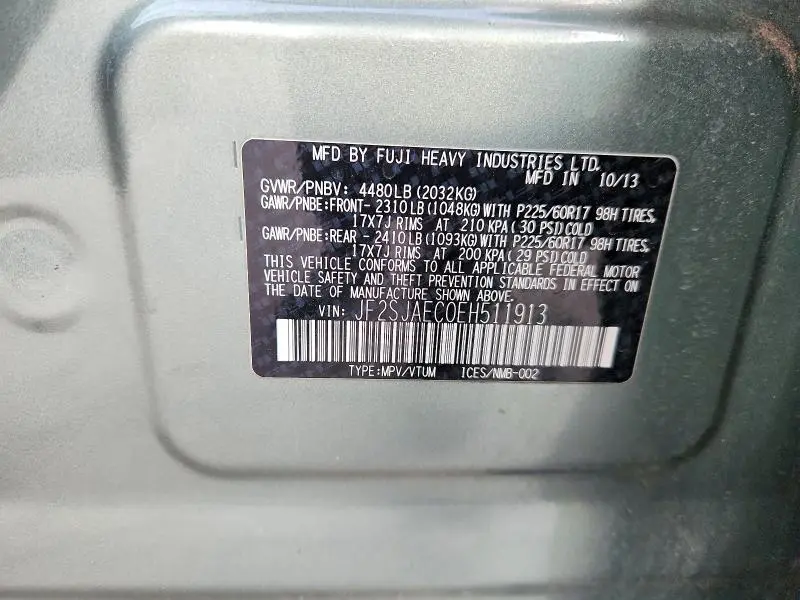 MFD BY FUJI HEAVY INDUSTRIES LTD.
MFD IN 10/13
GVWR/PNBV: 4480LB (2032KG)
GAWR/PNBE:FRONT- 2310LB (1048KG) WITH P225/60R17 98H TIRES,
17X7J RIMS AT 210 KPA ( 30 PSI) COLD
GAWR/PNBE:REAR - 2410LB (1093KG) WITH P225/60R17 98H TIRES,
17X7J RIMS AT 200 KPA ( 29 PSI) COLD
THIS VEHICLE CONFORMS TO ALL APPLICABLE FEDERAL MOTOR
VEHICLE SAFETY AND THEFT PREVENTION STANDARDS IN EFFECT ON
THE DATE OF MANUFACTURE SHOWN ABOVE.
VIN: JF2SJAEC0EH511913
TYPE:MPV/VTUM ICES/NMB-002